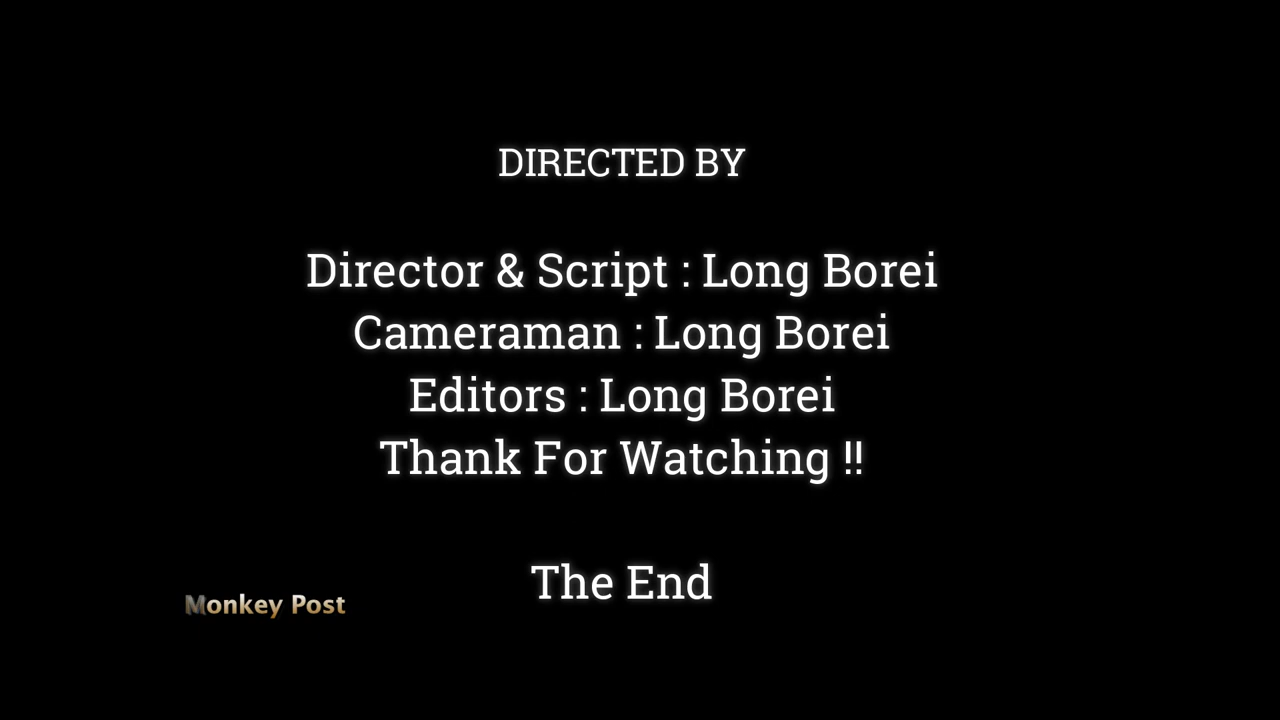 DIRECTED BY
Director & Script : Long Borei
Cameraman : Long Borei
Editors : Long Borei
Thank For Watching !!
The End
Monkey Post